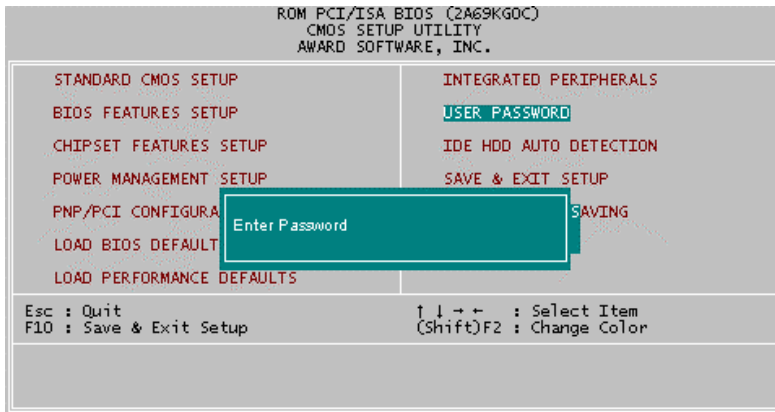 ROM PCI/ISA BIOS (2A69KGOC)
CMOS SETUP UTILITY
AWARD SOFTWARE, INC.
STANDARD CMOS SETUP
BIOS FEATURES SETUP
CHIPSET FEATURES SETUP
POWER MANAGEMENT SETUP
PNP/PCI CONFIGURA
LOAD BIOS DEFAULT
LOAD PERFORMANCE DEFAULTS
INTEGRATED PERIPHERALS
USER PASSWORD
IDE HDD AUTO DETECTION
SAVE & EXIT SETUP
SAVING
Enter Password
Esc : Quit
F10 : Save & Exit Setup
↑ ↓ → ← : Select Item
(Shift)F2 : Change Color